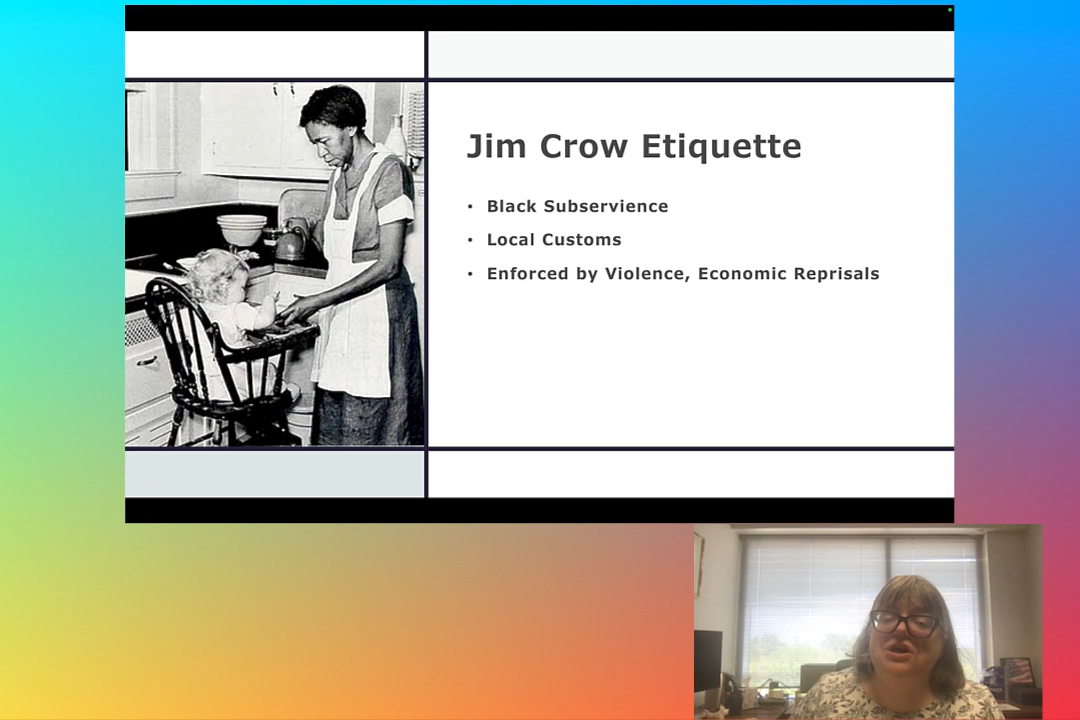 Jim Crow Etiquette
• Black Subservience
• Local Customs
• Enforced by Violence, Economic Reprisals